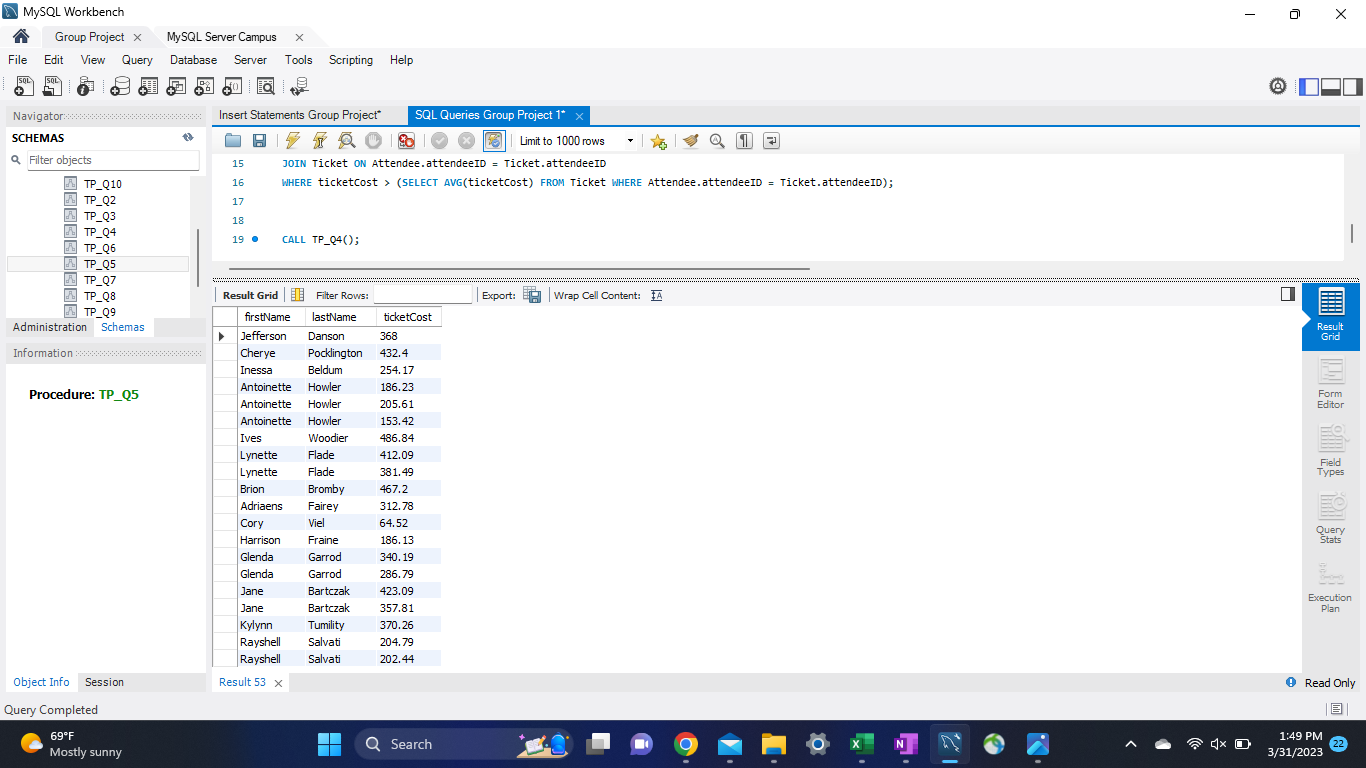 MySQL Workbench
Group Project
MySQL Server Campus
File Edit View Query Database Server Tools Scripting Help
Navigator
SCHEMAS
Filter objects
TP_Q10
TP_Q2
TP_Q3
TP_Q4
TP_Q6
TP_Q5
TP_Q7
TP_Q8
TP_Q9
Administration Schemas
Information
Procedure: TP_Q5
Object Info Session
Insert Statements Group Project*
SQL Queries Group Project 1*
Limit to 1000 rows
15 JOIN Ticket ON Attendee.attendeeID = Ticket.attendeeID
16 WHERE ticketCost > (SELECT AVG(ticketCost) FROM Ticket WHERE Attendee.attendeeID = Ticket.attendeeID);
17
18
19 CALL TP_Q4();
Result Grid Filter Rows: Export: Wrap Cell Content:
firstName lastName ticketCost
Jefferson Danson 368
Cherye Pocklington 432.4
Inessa Beldum 254.17
Antoinette Howler 186.23
Antoinette Howler 205.61
Antoinette Howler 153.42
Ives Woodier 486.84
Lynette Flade 412.09
Lynette Flade 381.49
Brion Bromby 467.2
Adriaens Fairey 312.78
Cory Viel 64.52
Harrison Fraine 186.13
Glenda Garrod 340.19
Glenda Garrod 286.79
Jane Bartczak 423.09
Jane Bartczak 357.81
Kylynn Tumility 370.26
Rayshell Salvati 204.79
Rayshell Salvati 202.44
Result
Grid
Form
Editor
Field
Types
Query
Stats
Execution
Plan
Result 53
Read Only
Query Completed
69°F
Mostly sunny
Search
1:49 PM
3/31/2023
22